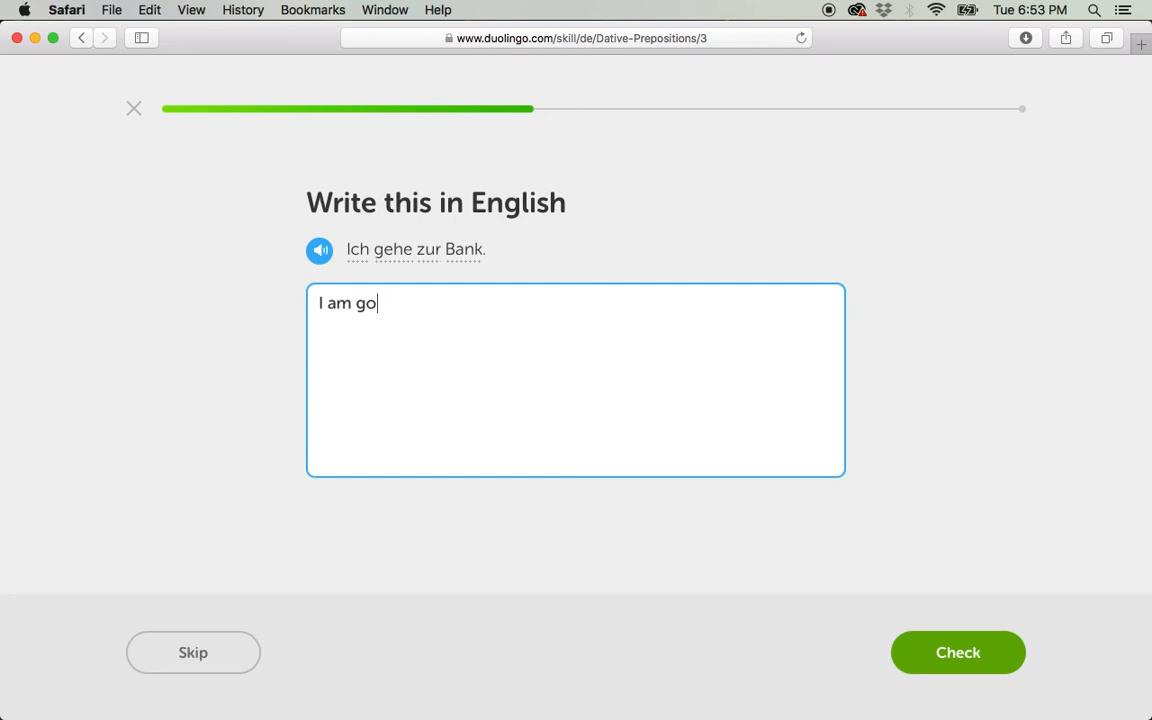 Safari File Edit View History Bookmarks Window Help Tue 6:53 PM
www.duolingo.com/skill/de/Dative-Prepositions/3
Write this in English
Ich gehe zur Bank.
I am go
Skip
Check